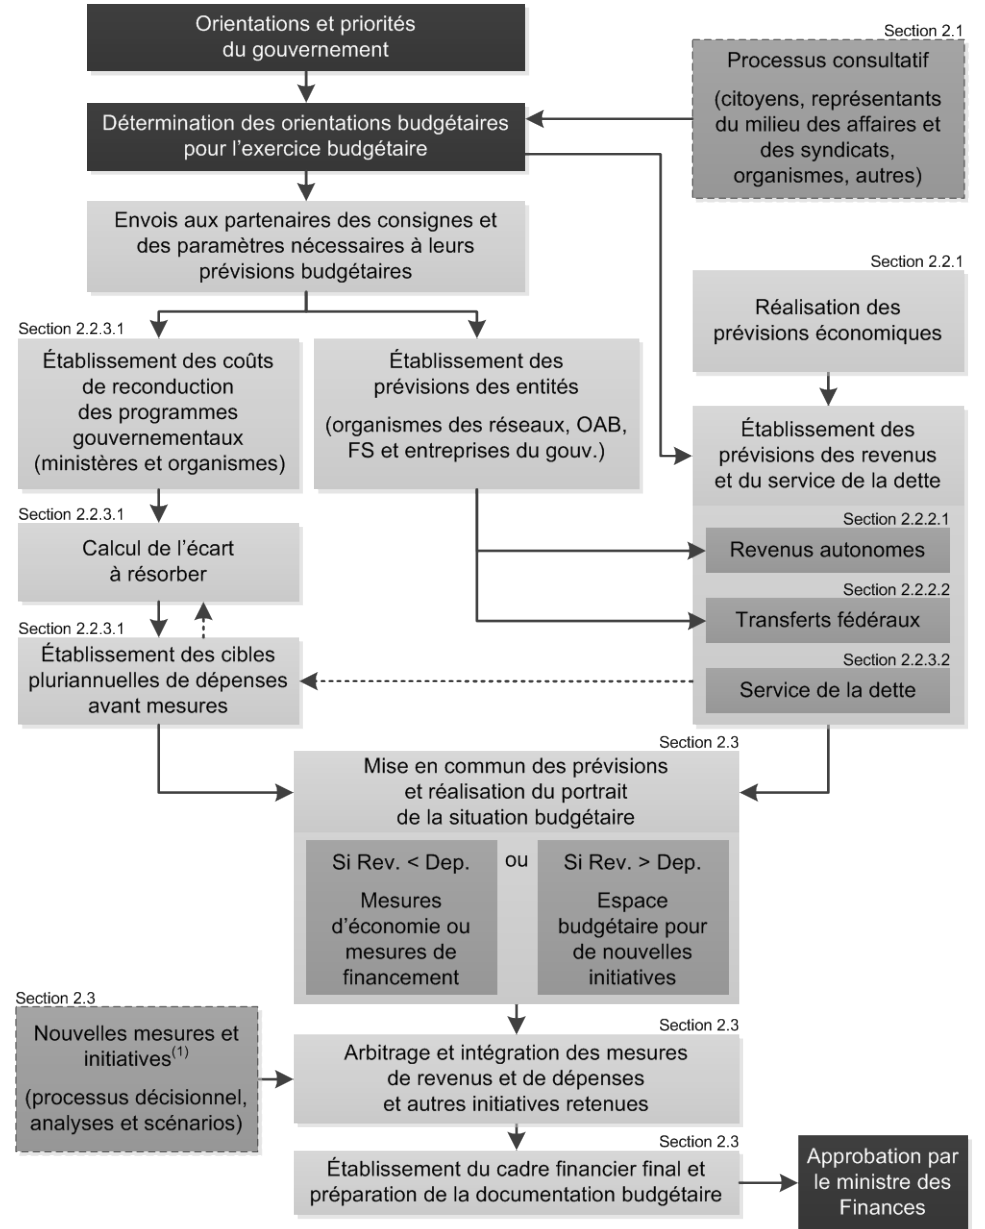 Orientations et priorités
du gouvernement
Section 2.1
Processus consultatif
(citoyens, représentants
du milieu des affaires et
des syndicats,
organismes, autres)
Détermination des orientations budgétaires
pour l'exercice budgétaire
Envois aux partenaires des consignes et
des paramètres nécessaires à leurs
prévisions budgétaires
Section 2.2.1
Réalisation des
prévisions économiques
Section 2.2.3.1
Établissement des coûts
de reconduction
des programmes
gouvernementaux
(ministères et organismes)
Établissement des
prévisions des entités
(organismes des réseaux, OAB,
FS et entreprises du gouv.)
Établissement des
prévisions des revenus
et du service de la dette
Section 2.2.2.1
Revenus autonomes
Section 2.2.2.2
Transferts fédéraux
Section 2.2.3.2
Service de la dette
Section 2.2.3.1
Calcul de l'écart
à résorber
Section 2.2.3.1
Établissement des cibles
pluriannuelles de dépenses
avant mesures
Section 2.3
Mise en commun des prévisions
et réalisation du portrait
de la situation budgétaire
Si Rev. < Dep.
Mesures
d'économie ou
mesures de
financement
ou
Si Rev. > Dep.
Espace
budgétaire pour
de nouvelles
initiatives
Section 2.3
Nouvelles mesures et
initiatives(1)
(processus décisionnel,
analyses et scénarios)
Section 2.3
Arbitrage et intégration des mesures
de revenus et de dépenses
et autres initiatives retenues
Section 2.3
Établissement du cadre financier final et
préparation de la documentation budgétaire
Approbation par
le ministre des
Finances